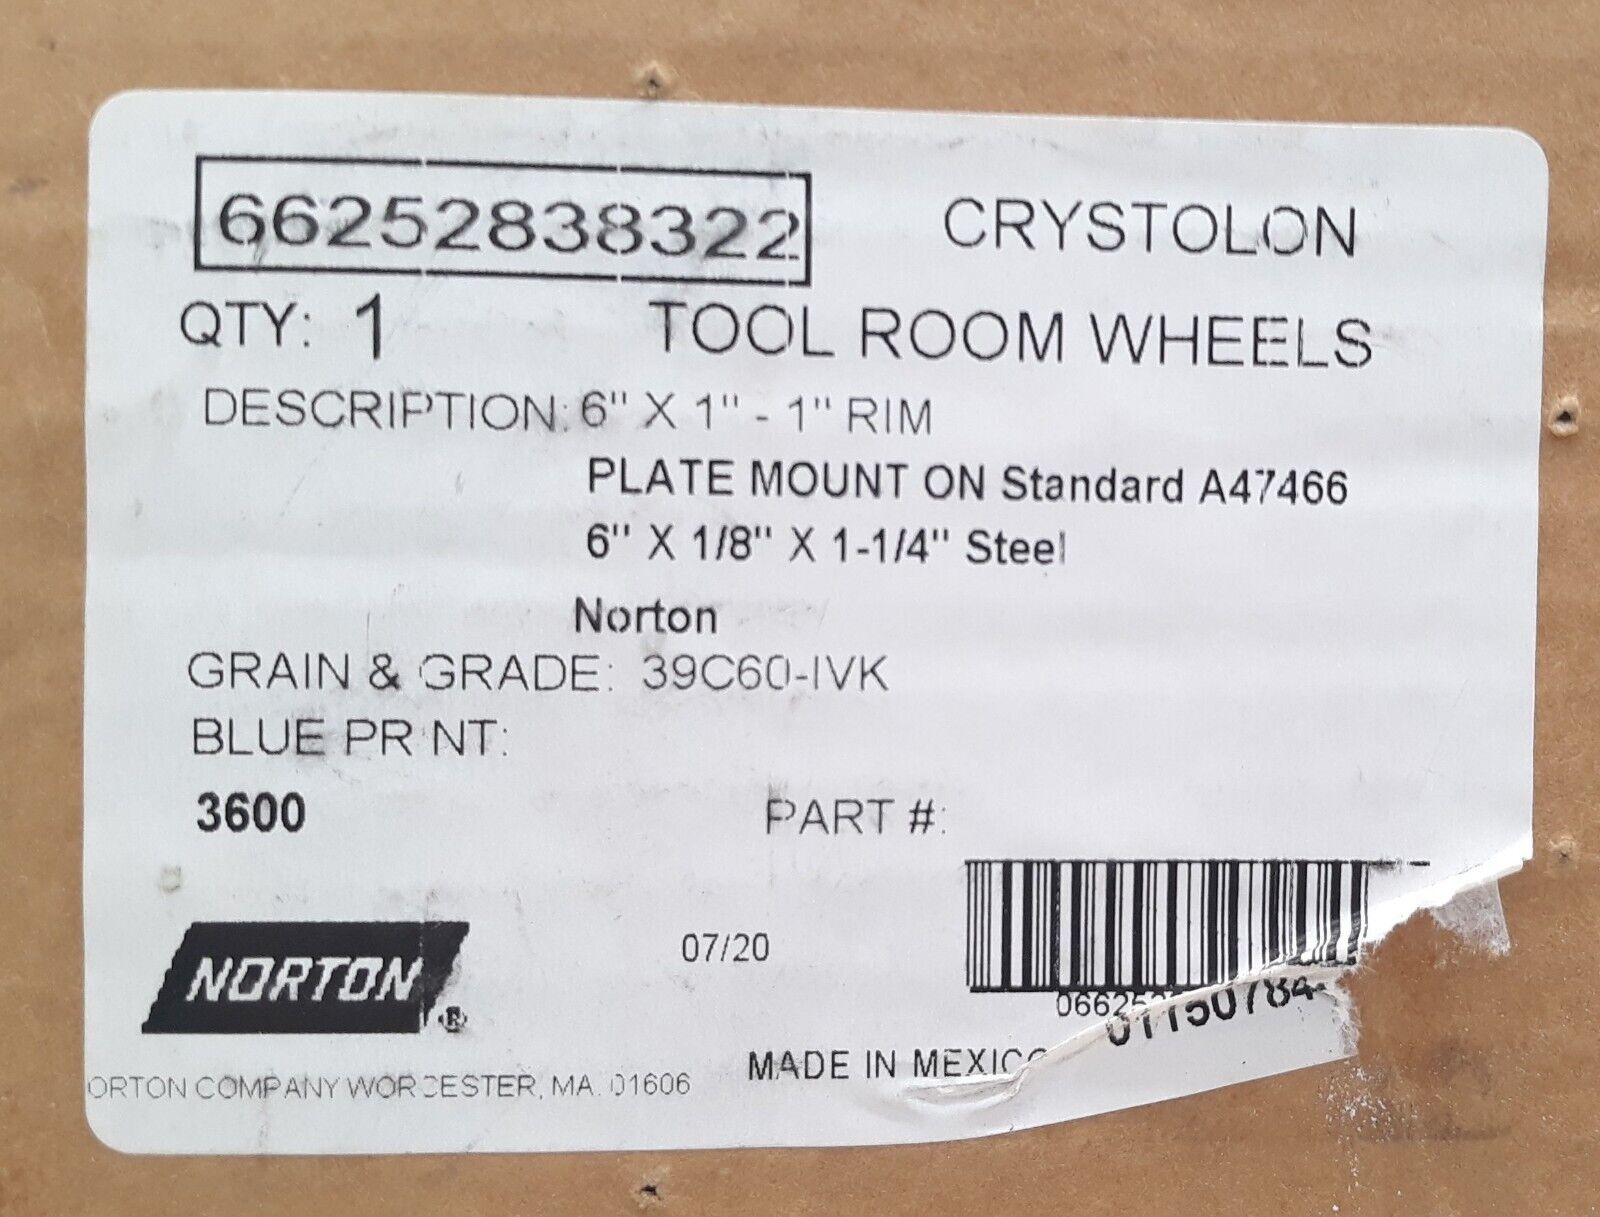 66252838322
CRYSTOLON
QTY: 1
TOOL ROOM WHEELS
DESCRIPTION: 6" X 1" - 1" RIM
PLATE MOUNT ON Standard A47466
6" X 1/8" X 1-1/4" Steel
Norton
GRAIN & GRADE: 39C60-IVK
BLUE PRINT:
3600
PART #:
NORTON®
07/20
MADE IN MEXICO
ORTON COMPANY WORCESTER, MA. 01606